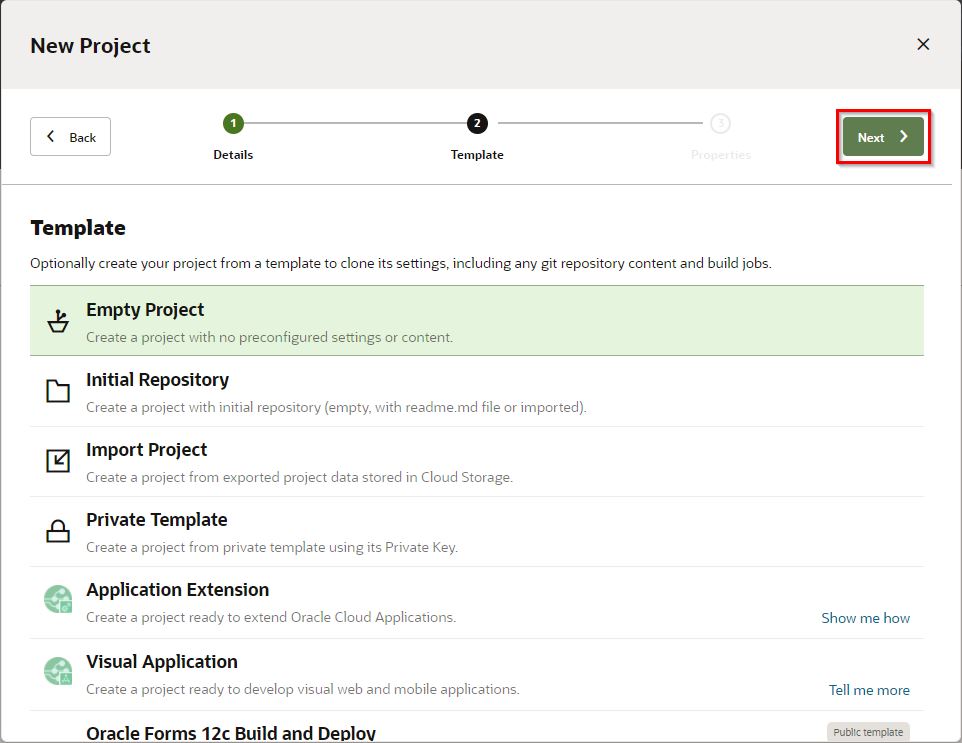 New Project
Back
1
2
3
Next
Details
Template
Properties
Template
Optionally create your project from a template to clone its settings, including any git repository content and build jobs.
Empty Project
Create a project with no preconfigured settings or content.
Initial Repository
Create a project with initial repository (empty, with readme.md file or imported).
Import Project
Create a project from exported project data stored in Cloud Storage.
Private Template
Create a project from private template using its Private Key.
Application Extension
Create a project ready to extend Oracle Cloud Applications.
Show me how
Visual Application
Create a project ready to develop visual web and mobile applications.
Tell me more
Oracle Forms 12c Build and Deploy
Public template